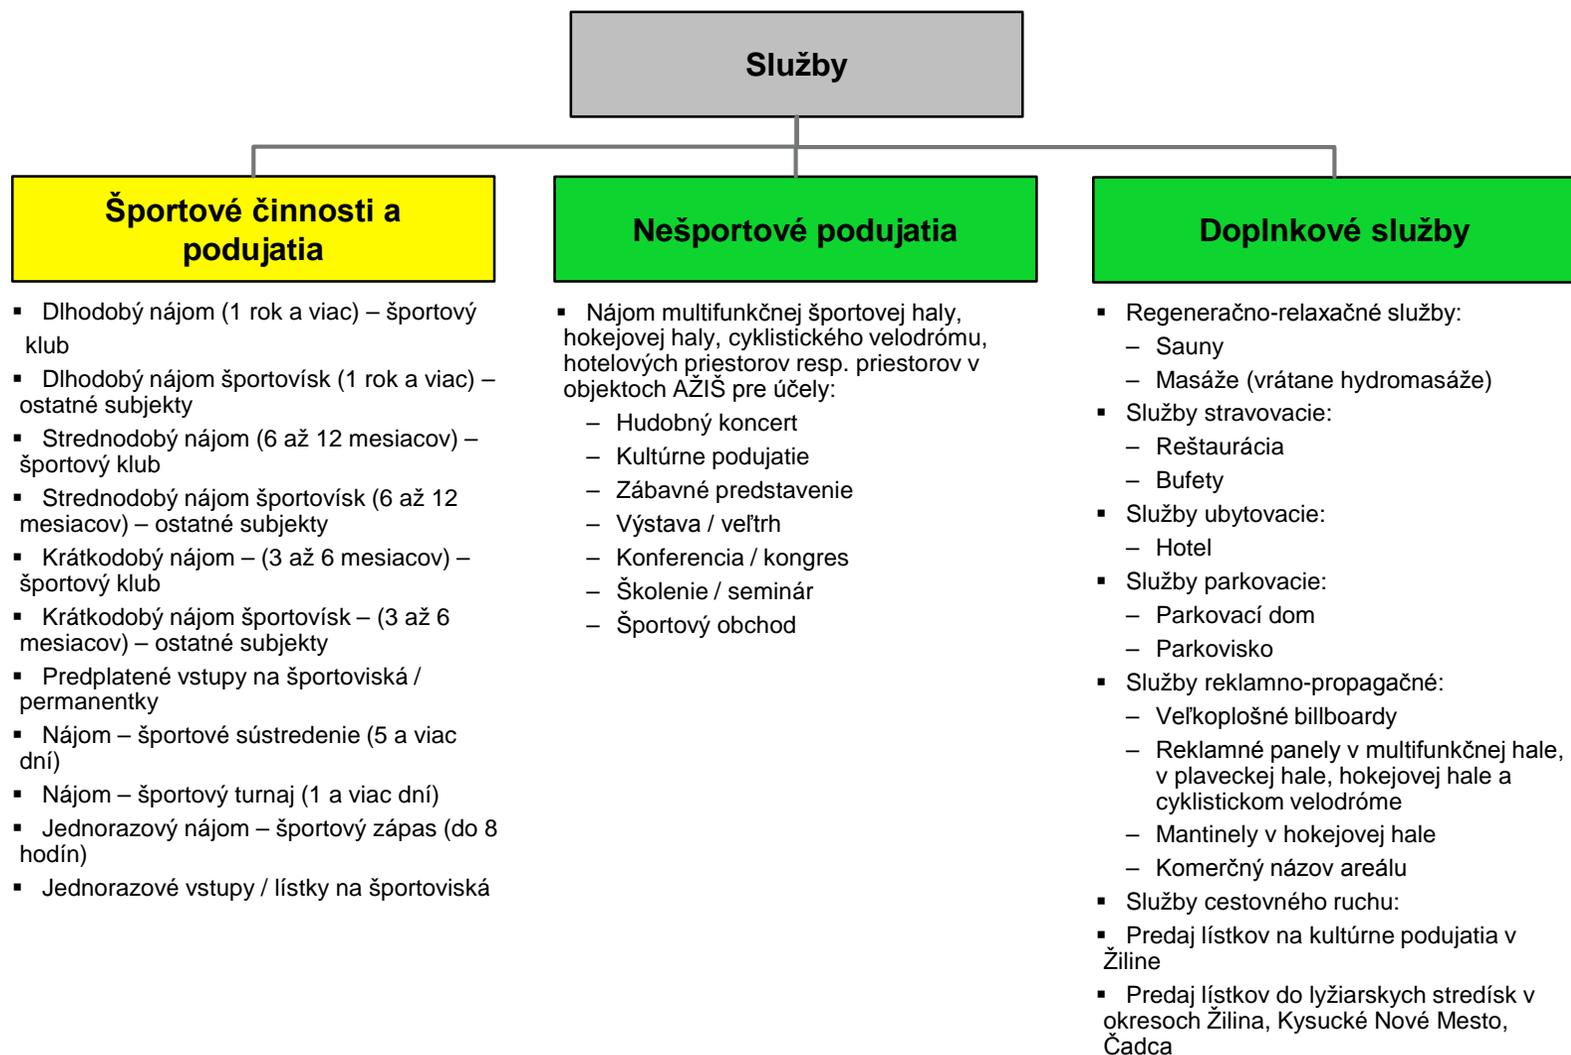 Služby
Športové činnosti a
podujatia
▪ Dlhodobý nájom (1 rok a viac) – športový
klub
▪ Dlhodobý nájom športovísk (1 rok a viac) –
ostatné subjekty
▪ Strednodobý nájom (6 až 12 mesiacov) –
športový klub
▪ Strednodobý nájom športovísk (6 až 12
mesiacov) – ostatné subjekty
▪ Krátkodobý nájom – (3 až 6 mesiacov) –
športový klub
▪ Krátkodobý nájom športovísk – (3 až 6
mesiacov) – ostatné subjekty
▪ Predplatené vstupy na športoviská /
permanentky
▪ Nájom – športové sústredenie (5 a viac
dní)
▪ Nájom – športový turnaj (1 a viac dní)
▪ Jednorazový nájom – športový zápas (do 8
hodín)
▪ Jednorazové vstupy / lístky na športoviská
Nešportové podujatia
▪ Nájom multifunkčnej športovej haly,
hokejovej haly, cyklistického velodrómu,
hotelových priestorov resp. priestorov v
objektoch AŽIŠ pre účely:
– Hudobný koncert
– Kultúrne podujatie
– Zábavné predstavenie
– Výstava / veľtrh
– Konferencia / kongres
– Školenie / seminár
– Športový obchod
Doplnkové služby
▪ Regeneračno-relaxačné služby:
– Sauny
– Masáže (vrátane hydromasáže)
▪ Služby stravovacie:
– Reštaurácia
– Bufety
▪ Služby ubytovacie:
– Hotel
▪ Služby parkovacie:
– Parkovací dom
– Parkovisko
▪ Služby reklamno-propagačné:
– Veľkoplošné billboardy
– Reklamné panely v multifunkčnej hale,
v plaveckej hale, hokejovej hale a
cyklistickom velodróme
– Mantinely v hokejovej hale
– Komerčný názov areálu
▪ Služby cestovného ruchu:
▪ Predaj lístkov na kultúrne podujatia v
Žiline
▪ Predaj lístkov do lyžiarskych stredísk v
okresoch Žilina, Kysucké Nové Mesto,
Čadca